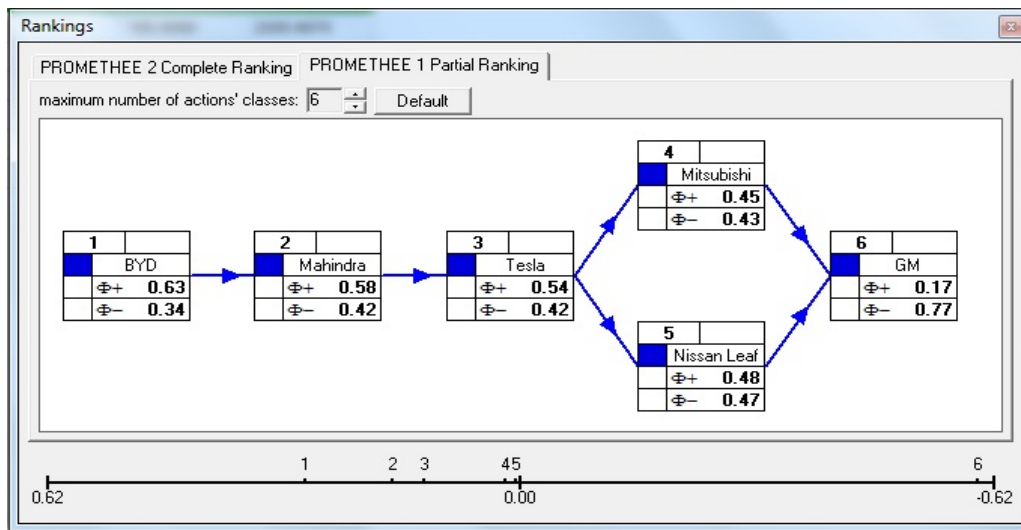 Rankings
PROMETHEE 2 Complete Ranking
PROMETHEE 1 Partial Ranking
maximum number of actions' classes: 6 Default
1
BYD
Φ+ 0.63
Φ− 0.34
2
Mahindra
Φ+ 0.58
Φ− 0.42
3
Tesla
Φ+ 0.54
Φ− 0.42
4
Mitsubishi
Φ+ 0.45
Φ− 0.43
5
Nissan Leaf
Φ+ 0.48
Φ− 0.47
6
GM
Φ+ 0.17
Φ− 0.77
1 2 3 45 6
0.62 0.00 -0.62